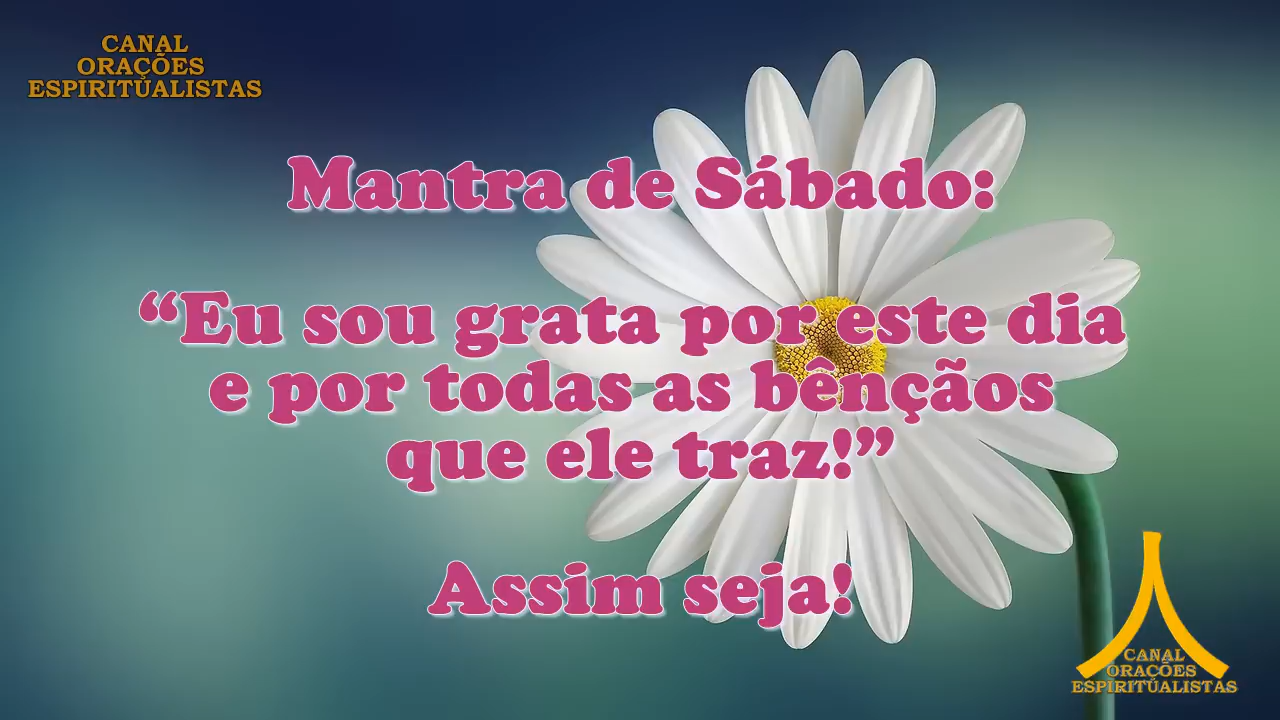 CANAL
ORAÇÕES
ESPIRITUALISTAS
Mantra de Sábado:
“Eu sou grata por este dia
e por todas as bênçãos
que ele traz!”
Assim seja!
CANAL
ORAÇÕES
ESPIRITUALISTAS